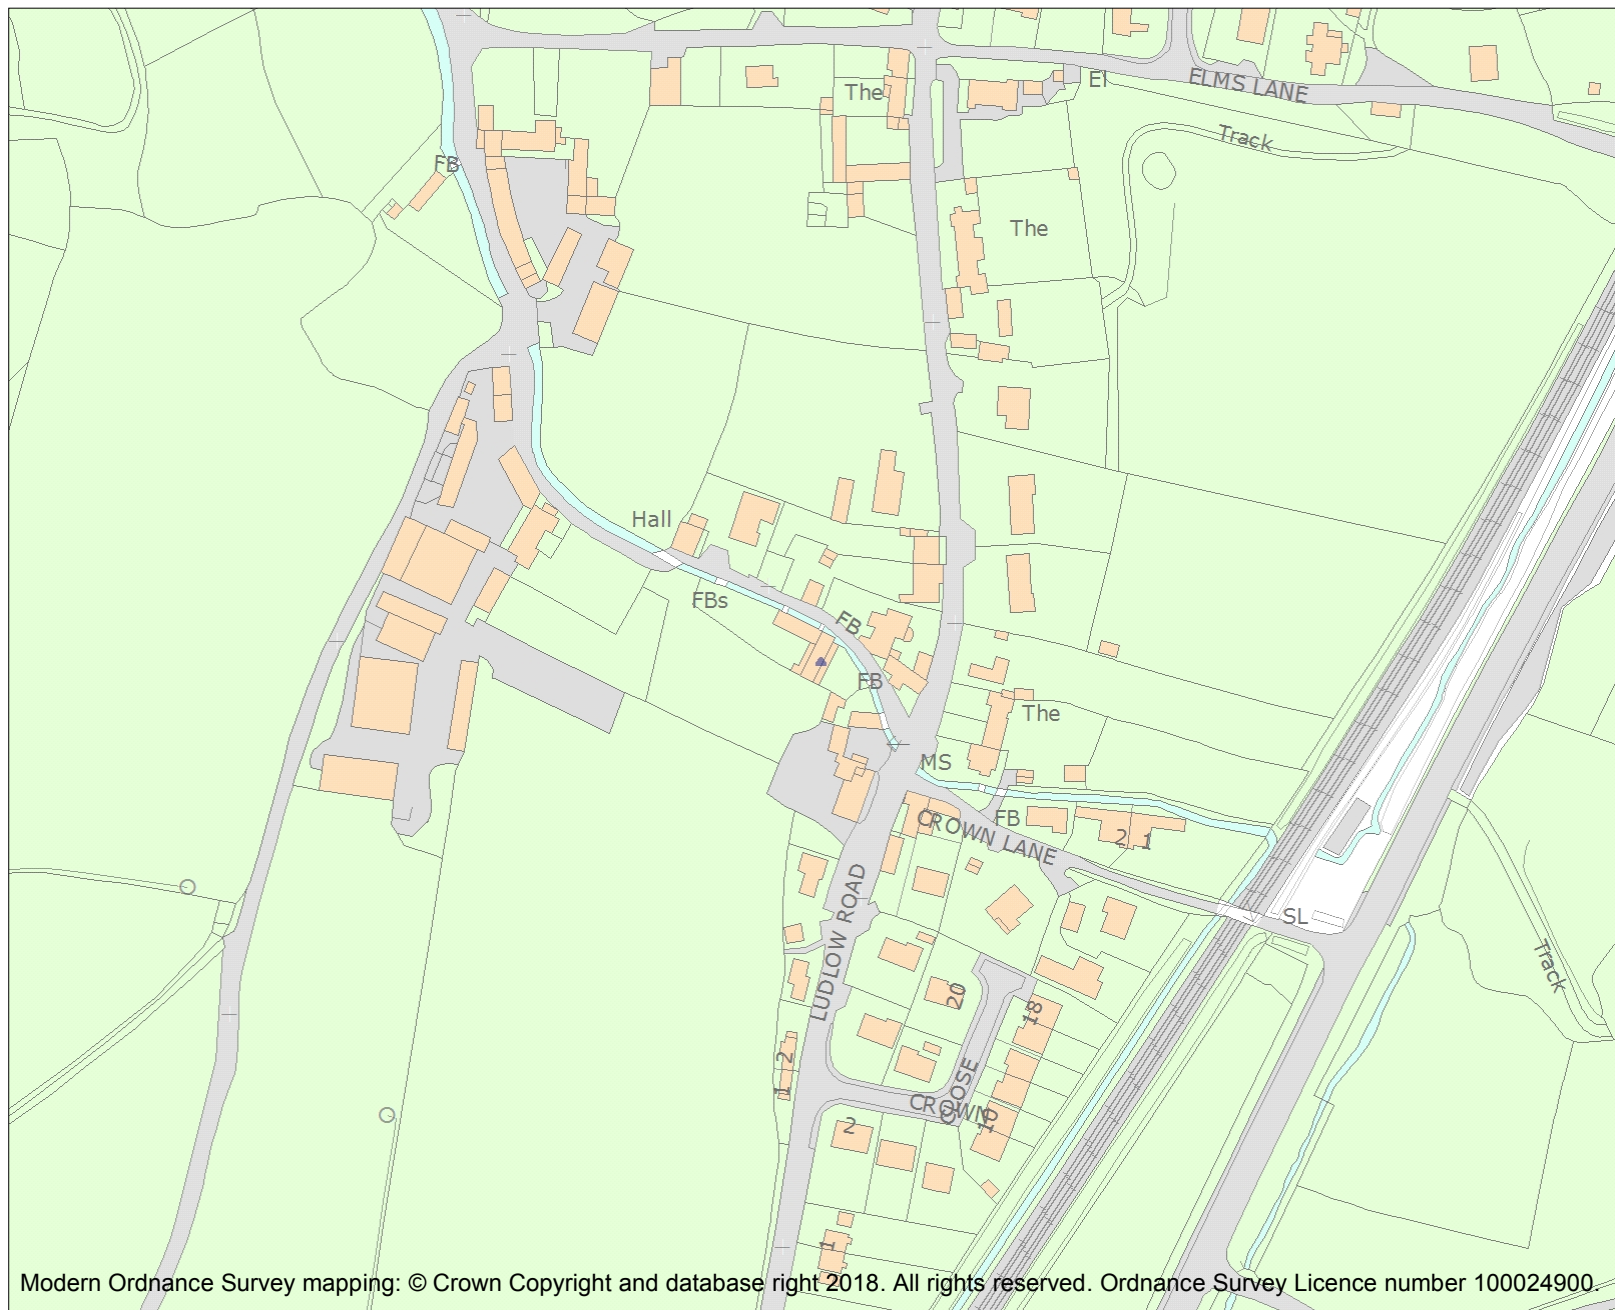 The
El
ELMS LANE
Track
FB
The
Hall
FBs
FB
FB
The
MS
FB
CROWN LANE
2
1
SL
LUDLOW ROAD
Track
20
18
2
1
CROWN
CLOSE
10
2
1
Modern Ordnance Survey mapping: © Crown Copyright and database right 2018. All rights reserved. Ordnance Survey Licence number 100024900.